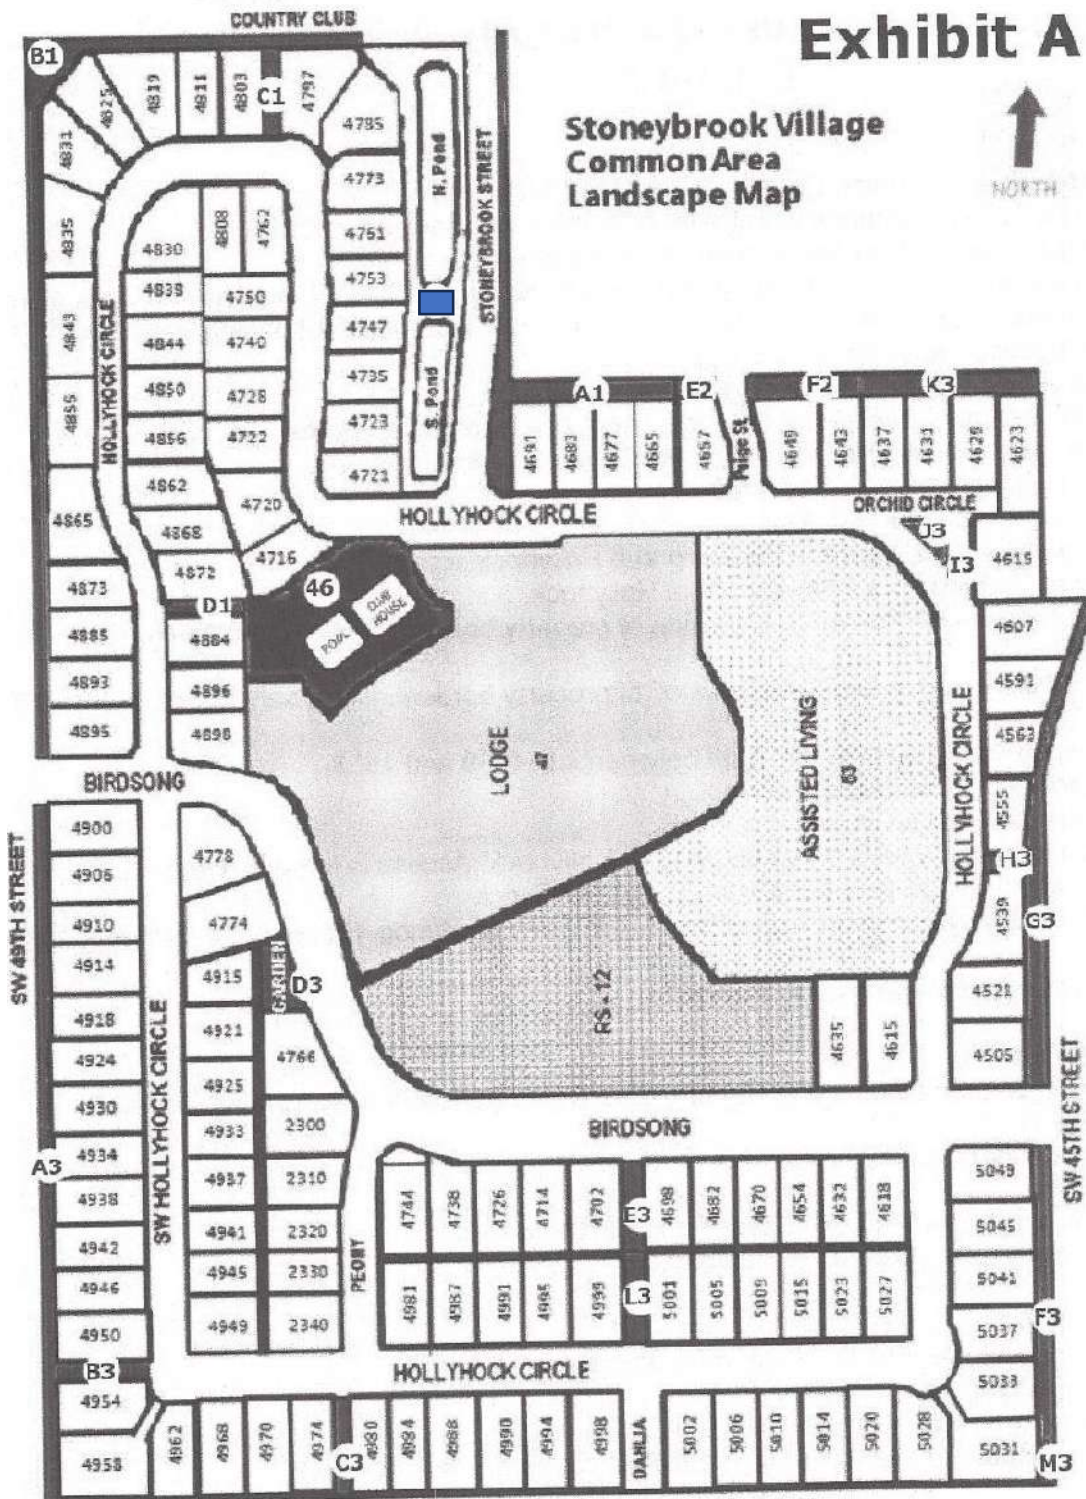 Exhibit A
COUNTRY CLUB
Stoneybrook Village
Common Area
Landscape Map
NORTH
B1
4825
4819
4811
4803
C1
4797
4785
4831
4773
N. Pond
STONEYBROOK STREET
4835
4830
4808
4762
4751
4838
4750
4753
4843
HOLLYHOCK CIRCLE
4844
4740
4747
4855
4850
4728
4735
S. Pond
4856
4722
4723
4862
4721
A1
E2
F2
K3
4691
4683
4677
4665
4657
Paige St.
4649
4643
4637
4631
4629
4623
4865
4868
4720
HOLLYHOCK CIRCLE
ORCHID CIRCLE
J3
I3
4615
4872
4716
4873
46
CLUB HOUSE
POOL
D1
4885
4884
4607
4893
4896
4591
4895
4898
4563
LODGE
47
ASSISTED LIVING
63
HOLLYHOCK CIRCLE
BIRDSONG
SW 49TH STREET
4900
4778
4555
H3
4906
4539
G3
4910
4774
4914
4915
GARDEN
D3
4521
4918
4921
4766
RS - 12
4635
4615
4505
4924
4925
SW 45TH STREET
4930
4933
2300
BIRDSONG
A3
4934
4937
2310
4938
SW HOLLYHOCK CIRCLE
4942
4941
2320
4946
4945
2330
PEONY
4950
4949
2340
4744
4738
4726
4714
4702
E3
4698
4682
4670
4654
4632
4618
5049
5045
4981
4987
4991
4995
4999
L3
5001
5005
5009
5015
5023
5027
5041
5037
F3
B3
HOLLYHOCK CIRCLE
5033
4954
4958
4962
4968
4970
4974
C3
4980
4984
4988
4990
4994
4998
DAHLIA
5002
5006
5010
5014
5020
5028
5031
M3